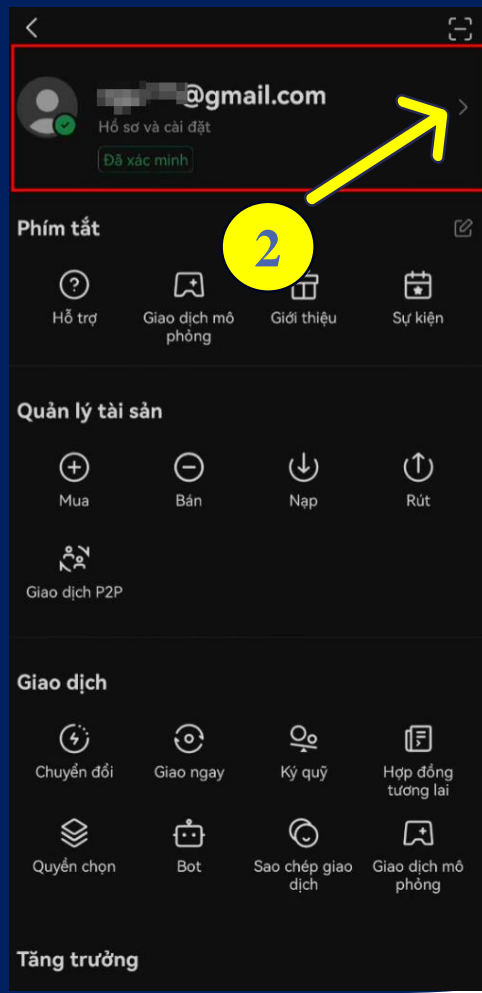 @gmail.com
Hồ sơ và cài đặt
Đã xác minh
2
Phím tắt
Hỗ trợ
Giao dịch mô
phỏng
Giới thiệu
Sự kiện
Quản lý tài sản
Mua
Bán
Nạp
Rút
Giao dịch P2P
Giao dịch
Chuyển đổi
Giao ngay
Ký quỹ
Hợp đồng
tương lai
Quyền chọn
Bot
Sao chép giao
dịch
Giao dịch mô
phỏng
Tăng trưởng